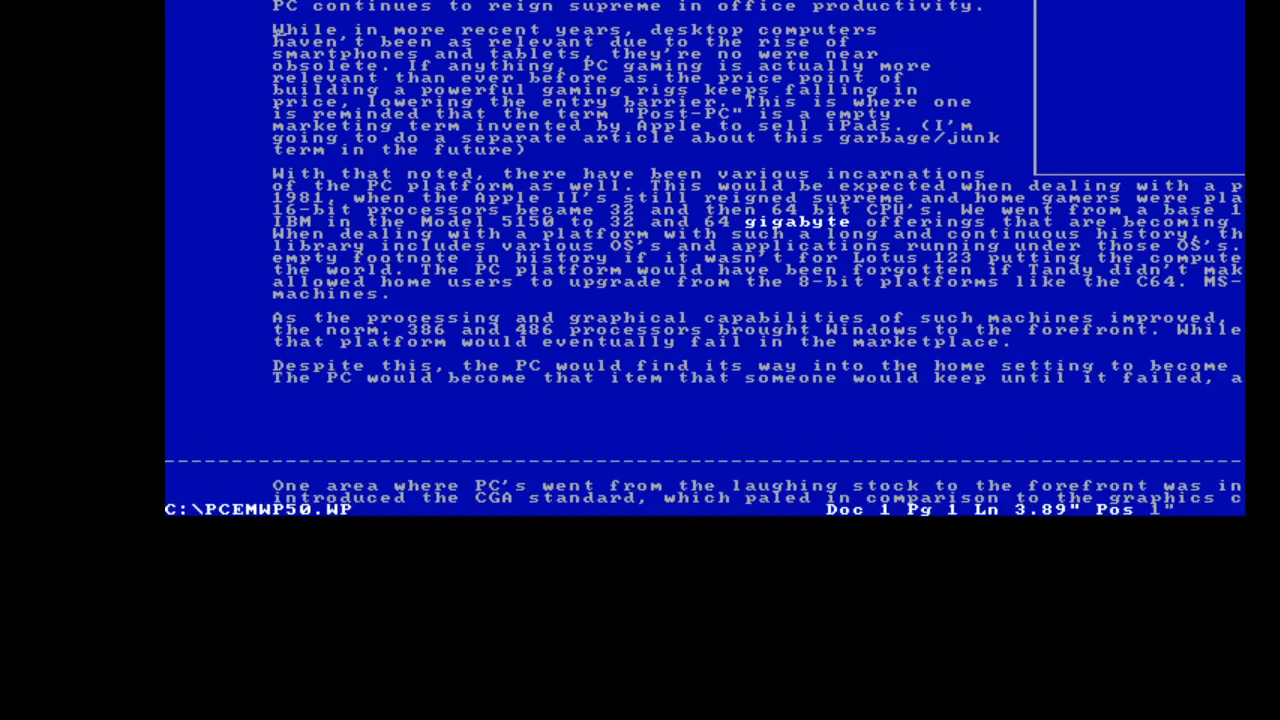 PC continues to reign supreme in office productivity.
While in more recent years, desktop computers
haven't been as relevant due to the rise of
smartphones and tablets, they're no were near
obsolete. If anything, PC gaming is actually more
relevant than ever before as the price point of
building a powerful gaming rigs keeps falling in
price, lowering the entry barrier. This is where one
is reminded that the term "Post-PC" is a empty
marketing term invented by Apple to sell iPads. (I'm
going to do a separate article about this garbage/junk
term in the future)
With that noted, there have been various incarnations
of the PC platform as well. This would be expected when dealing with a p
1981, when the Apple II's still reigned supreme and home gamers were pla
16-bit processors became 32 and then 64 bit CPU's. We went from a base 1
IBM in the Model 5150 to 32 and 64 gigabyte offerings that are becoming
When dealing with a platform with such a long and continuous history, th
library includes various OS's and applications running under those OS's.
empty footnote in history if it wasn't for Lotus 123 putting the compute
the world. The PC platform would have been forgotten if Tandy didn't mak
allowed home users to upgrade from the 8-bit platforms like the C64. MS-
machines.
As the processing and graphical capabilities of such machines improved,
the norm. 386 and 486 processors brought Windows to the forefront. While
that platform would eventually fail in the marketplace.
Despite this, the PC would find its way into the home setting to become
The PC would become that item that someone would keep until it failed, a
One area where PC's went from the laughing stock to the forefront was in
introduced the CGA standard, which paled in comparison to the graphics c
C:\PCEMWP50.WP Doc 1 Pg 1 Ln 3.89" Pos 1"